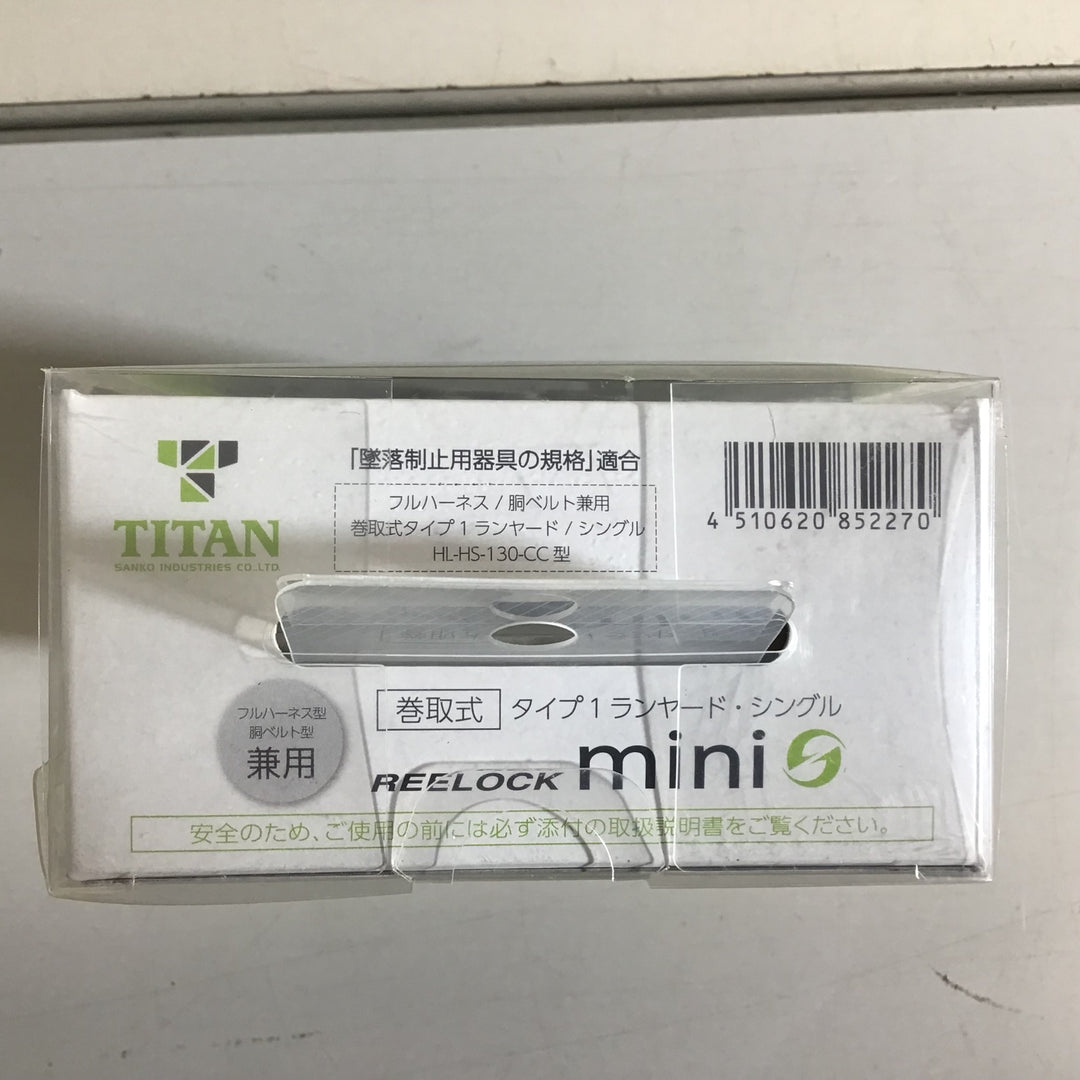 TITAN
SANKO INDUSTRIES CO.,LTD.
「墜落制止用器具の規格」適合
フルハーネス / 胴ベルト兼用
巻取式タイプ1 ランヤード / シングル
HL-HS-130-CC 型
4 510620 852270
フルハーネス型
胴ベルト型
兼用
巻取式 タイプ1 ランヤード・シングル
REELOCK mini
安全のため、ご使用の前には必ず添付の取扱説明書をご覧ください。